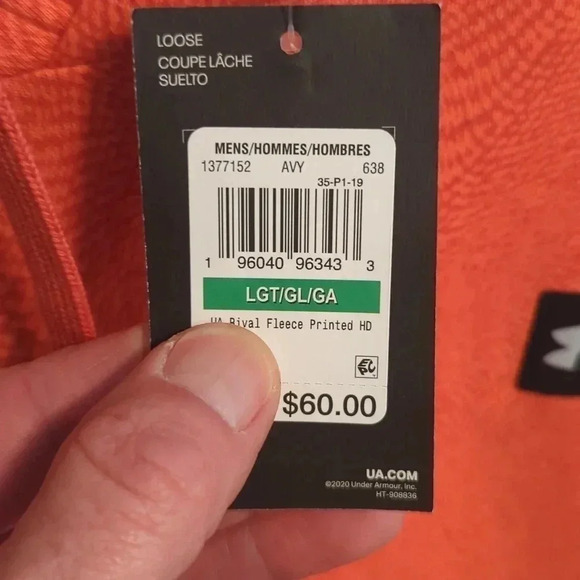 LOOSE
COUPE LÂCHE
SUELTO
MENS/HOMMES/HOMBRES
1377152 AVY 638
35-P1-19
1 96040 96343 3
LGT/GL/GA
UA Rival Fleece Printed HD
$60.00
UA.COM
©2020 Under Armour, Inc.
HT-908836